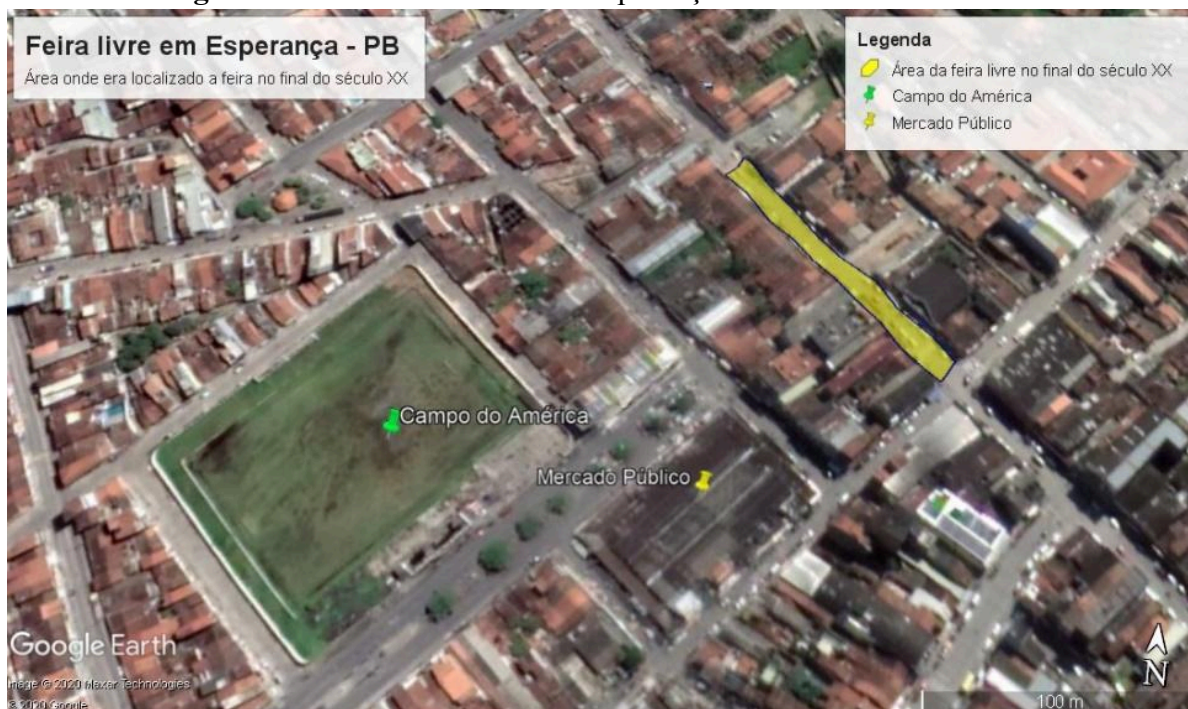 Feira livre em Esperança - PB
Área onde era localizado a feira no final do século XX
Legenda
Área da feira livre no final do século XX
Campo do América
Mercado Público
Campo do América
Mercado Público
Google Earth
Image © 2020 Maxar Technologies
© 2020 Google
N
100 m